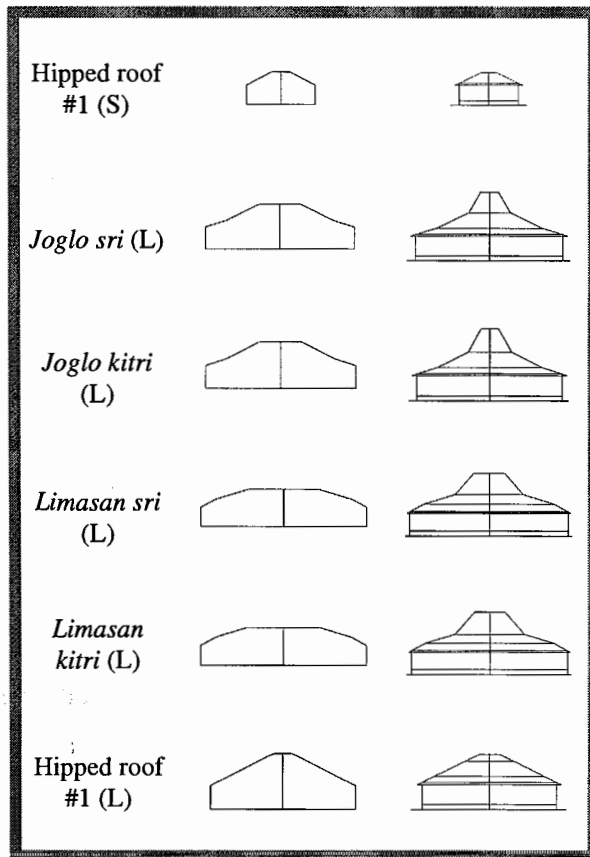 Hipped roof
#1 (S)
Joglo sri (L)
Joglo kitri
(L)
Limasan sri
(L)
Limasan
kitri (L)
Hipped roof
#1 (L)